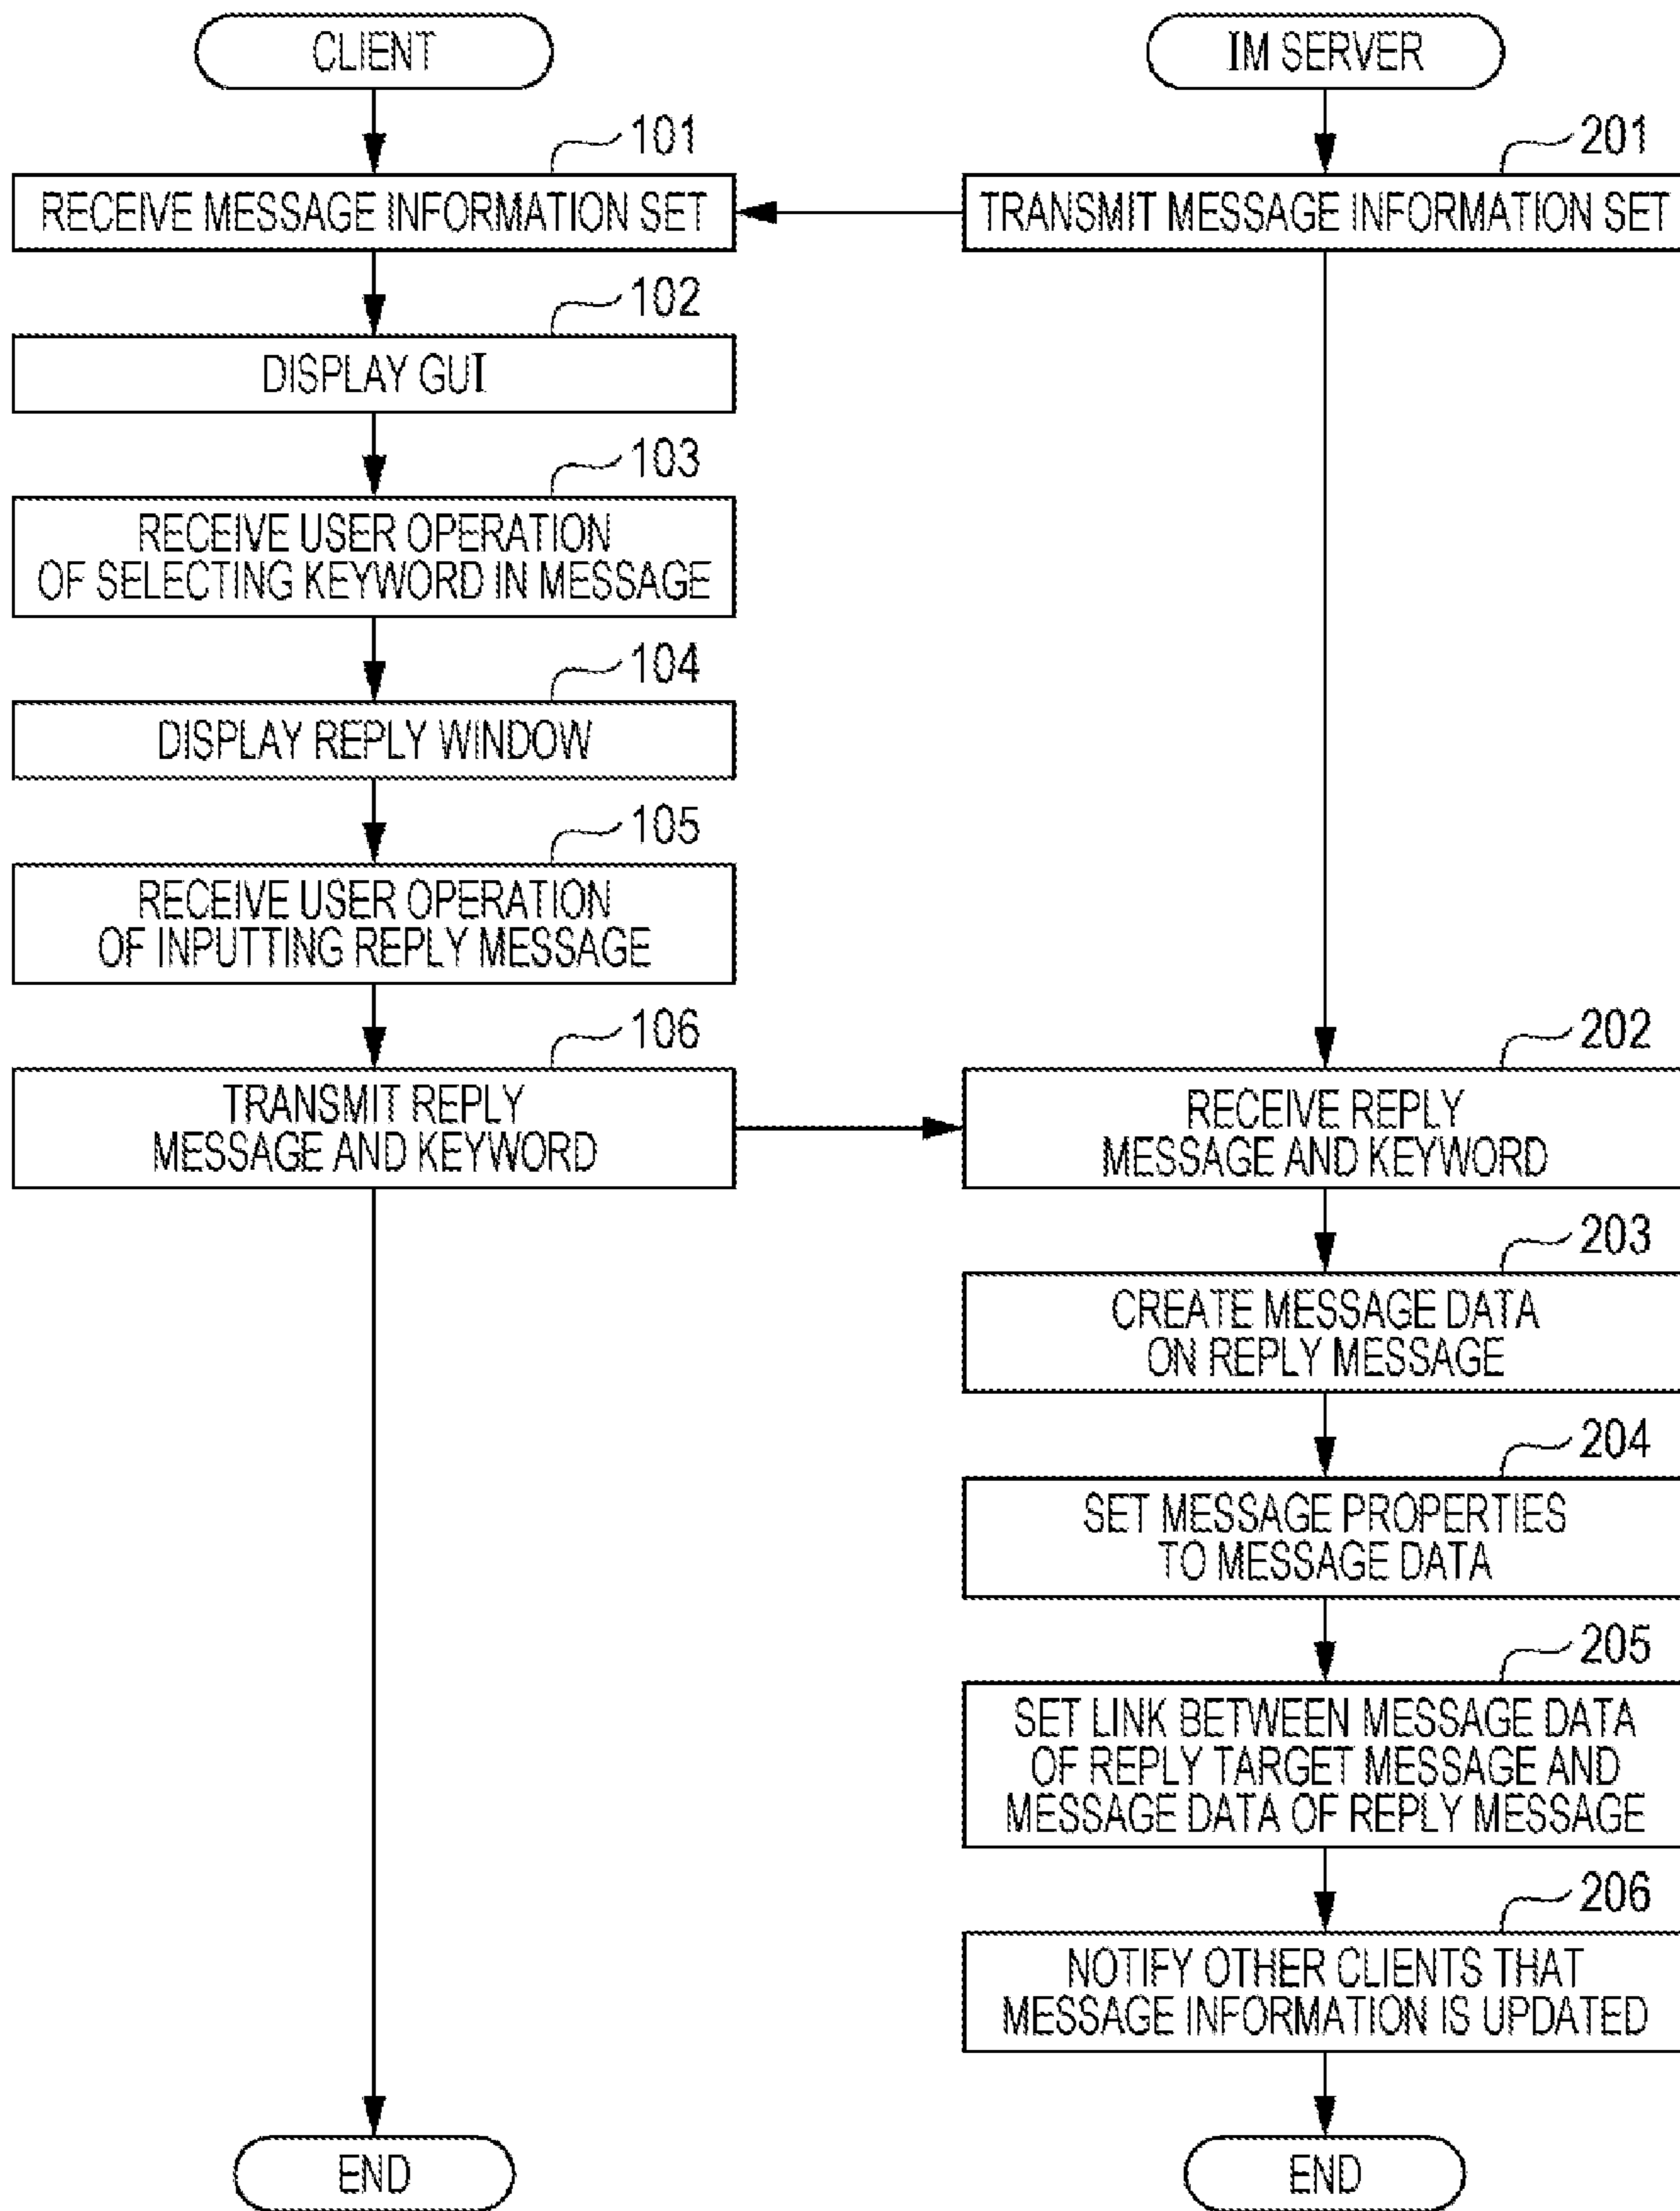 CLIENT
IM SERVER
101
201
RECEIVE MESSAGE INFORMATION SET
TRANSMIT MESSAGE INFORMATION SET
102
DISPLAY GUI
103
RECEIVE USER OPERATION
OF SELECTING KEYWORD IN MESSAGE
104
DISPLAY REPLY WINDOW
105
RECEIVE USER OPERATION
OF INPUTTING REPLY MESSAGE
106
TRANSMIT REPLY
MESSAGE AND KEYWORD
202
RECEIVE REPLY
MESSAGE AND KEYWORD
203
CREATE MESSAGE DATA
ON REPLY MESSAGE
204
SET MESSAGE PROPERTIES
TO MESSAGE DATA
205
SET LINK BETWEEN MESSAGE DATA
OF REPLY TARGET MESSAGE AND
MESSAGE DATA OF REPLY MESSAGE
206
NOTIFY OTHER CLIENTS THAT
MESSAGE INFORMATION IS UPDATED
END
END